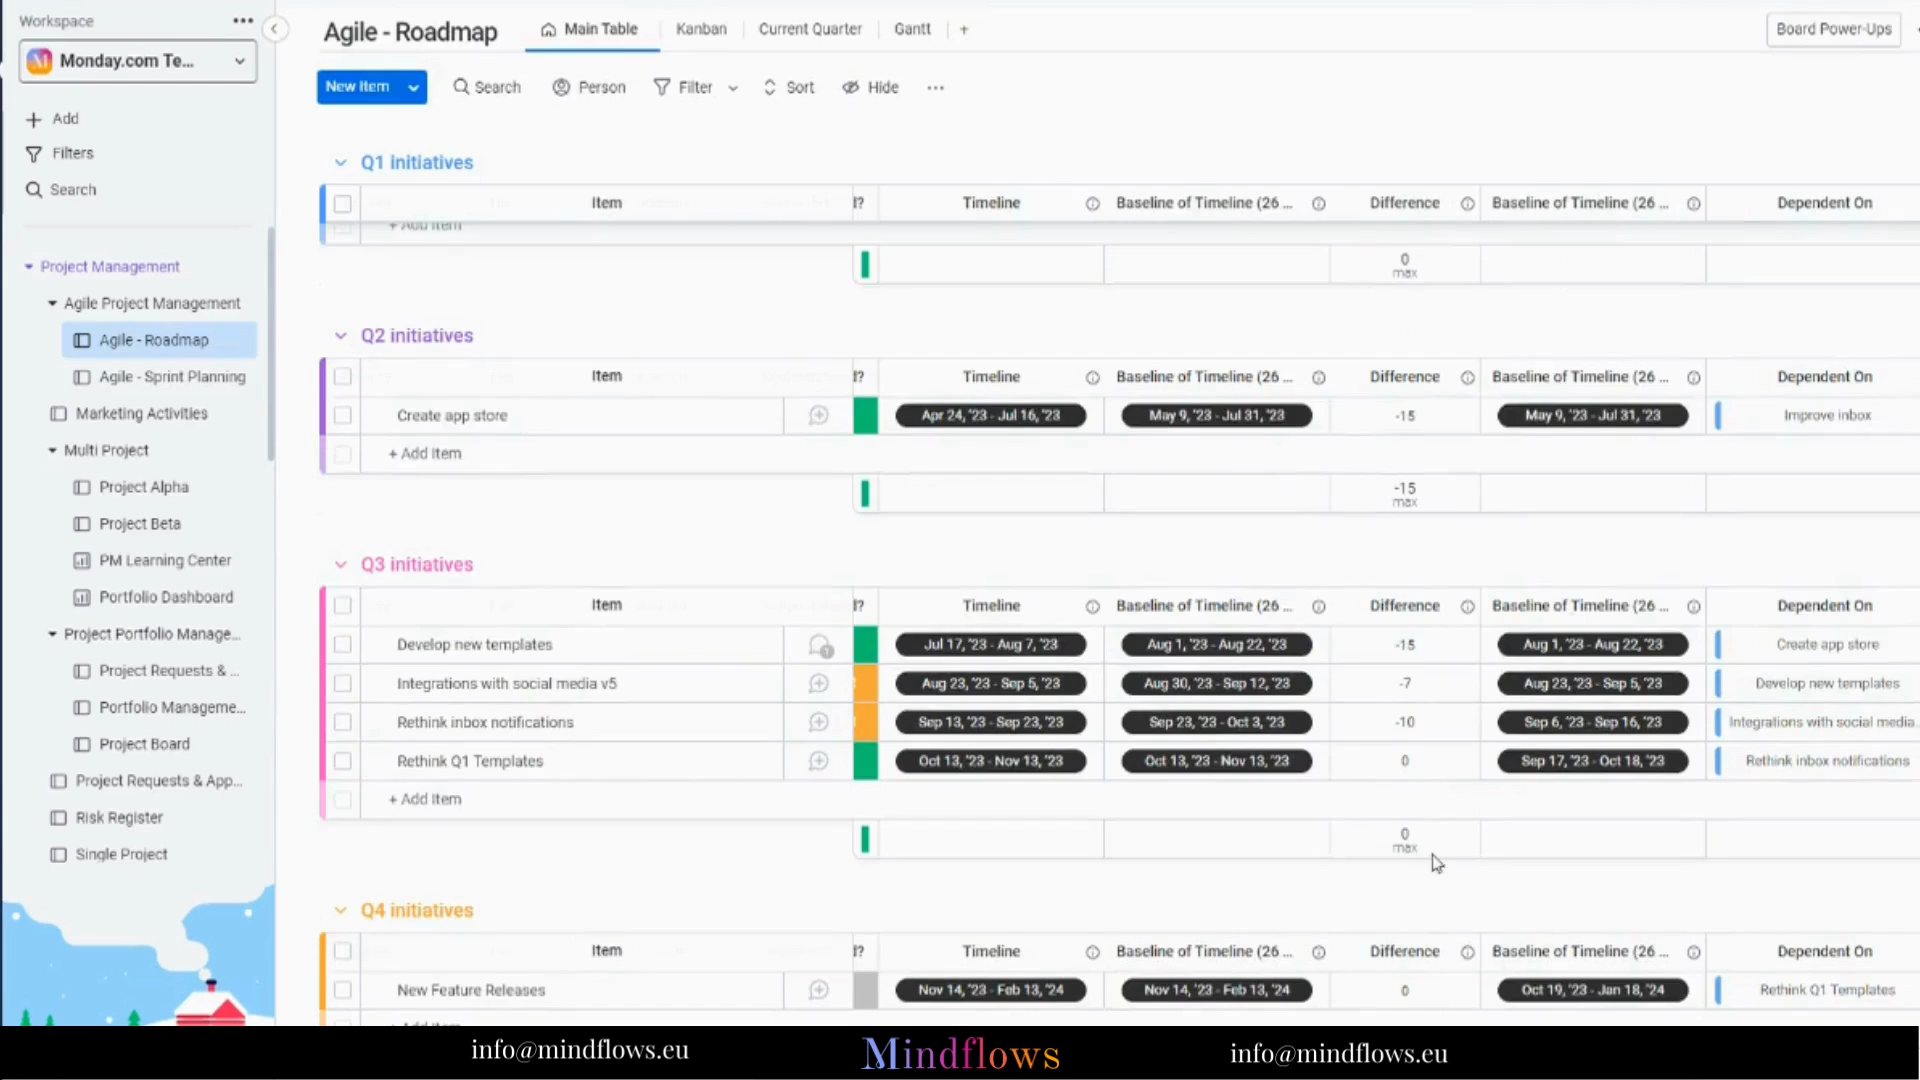 Workspace
Monday.com Te...
Add
Filters
Search
Project Management
Agile Project Management
Agile - Roadmap
Agile - Sprint Planning
Marketing Activities
Multi Project
Project Alpha
Project Beta
PM Learning Center
Portfolio Dashboard
Project Portfolio Manage...
Project Requests & ...
Portfolio Manageme...
Project Board
Project Requests & App...
Risk Register
Single Project
Agile - Roadmap
Main Table Kanban Current Quarter Gantt +
Board Power-Ups
New Item Search Person Filter Sort Hide ...
Q1 initiatives
Item l? Timeline Baseline of Timeline (26 ... Difference Baseline of Timeline (26 ... Dependent On
+ Add Item
0
max
Q2 initiatives
Item l? Timeline Baseline of Timeline (26 ... Difference Baseline of Timeline (26 ... Dependent On
Create app store Apr 24, '23 - Jul 16, '23 May 9, '23 - Jul 31, '23 -15 May 9, '23 - Jul 31, '23 Improve inbox
+ Add Item
-15
max
Q3 initiatives
Item l? Timeline Baseline of Timeline (26 ... Difference Baseline of Timeline (26 ... Dependent On
Develop new templates 1 Jul 17, '23 - Aug 7, '23 Aug 1, '23 - Aug 22, '23 -15 Aug 1, '23 - Aug 22, '23 Create app store
Integrations with social media v5 Aug 23, '23 - Sep 5, '23 Aug 30, '23 - Sep 12, '23 -7 Aug 23, '23 - Sep 5, '23 Develop new templates
Rethink inbox notifications Sep 13, '23 - Sep 23, '23 Sep 23, '23 - Oct 3, '23 -10 Sep 6, '23 - Sep 16, '23 Integrations with social media
Rethink Q1 Templates Oct 13, '23 - Nov 13, '23 Oct 13, '23 - Nov 13, '23 0 Sep 17, '23 - Oct 18, '23 Rethink inbox notifications
+ Add Item
0
max
Q4 initiatives
Item l? Timeline Baseline of Timeline (26 ... Difference Baseline of Timeline (26 ... Dependent On
New Feature Releases Nov 14, '23 - Feb 13, '24 Nov 14, '23 - Feb 13, '24 0 Oct 19, '23 - Jan 18, '24 Rethink Q1 Templates
info@mindflows.eu Mindflows info@mindflows.eu